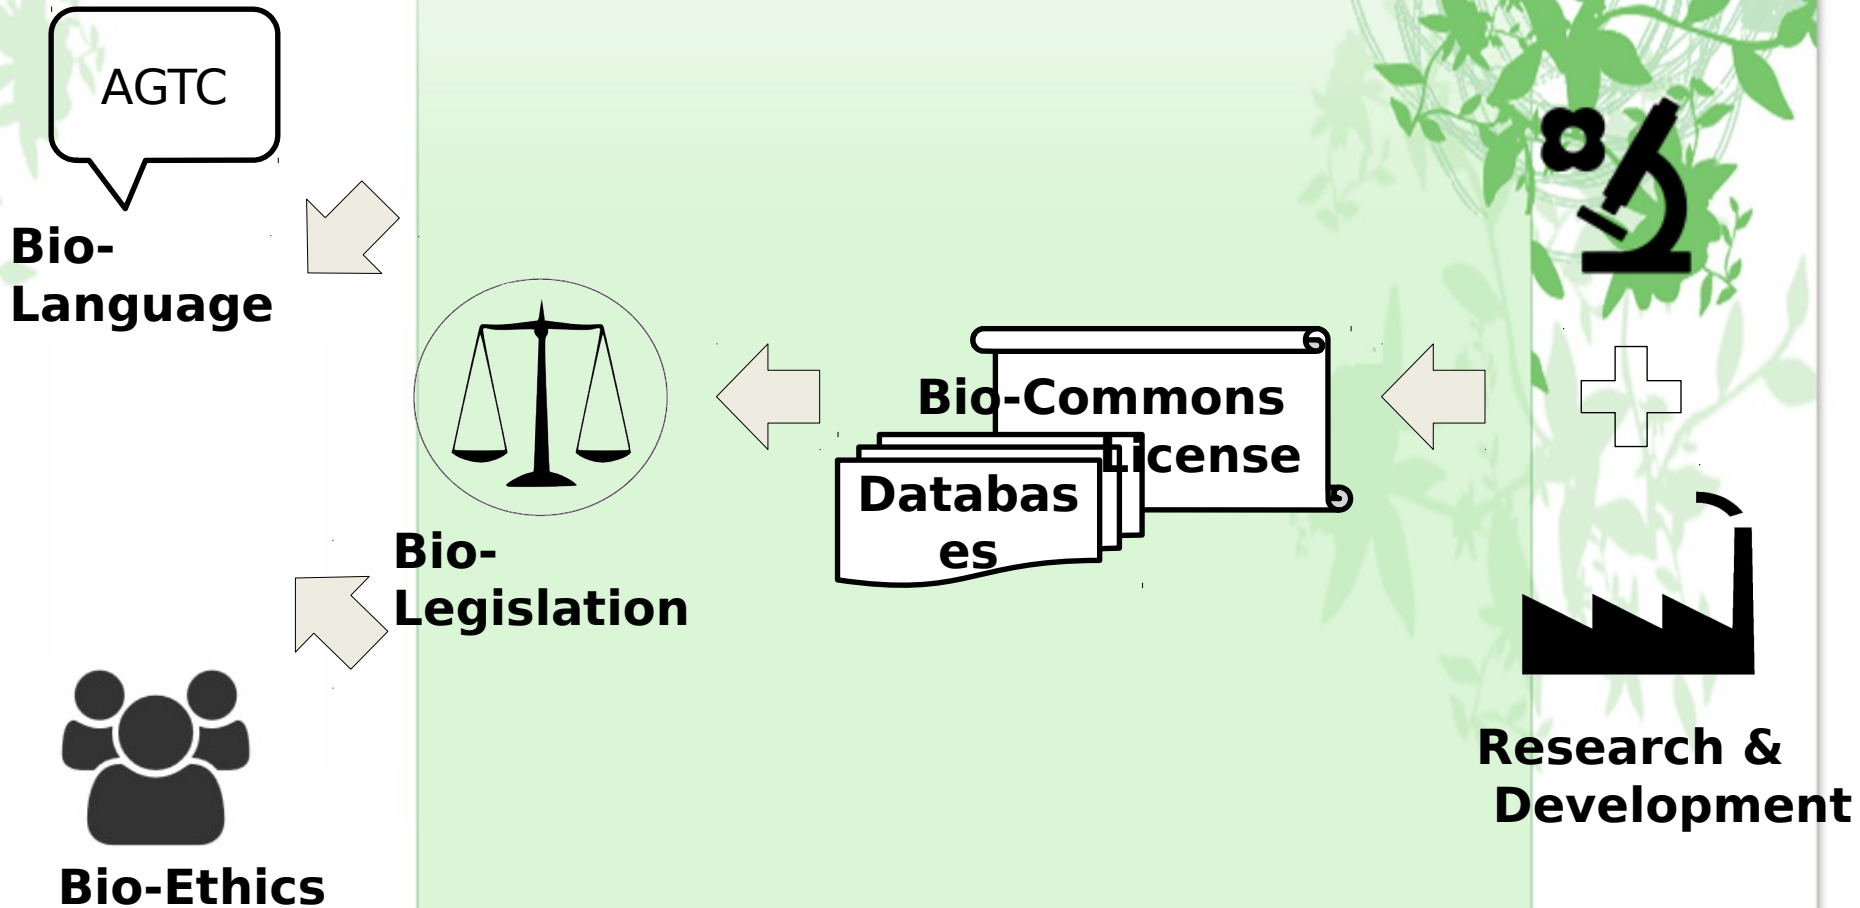 AGTC
Bio-
Language
Bio-Commons
License
Databas
es
Bio-
Legislation
Research &
Development
Bio-Ethics